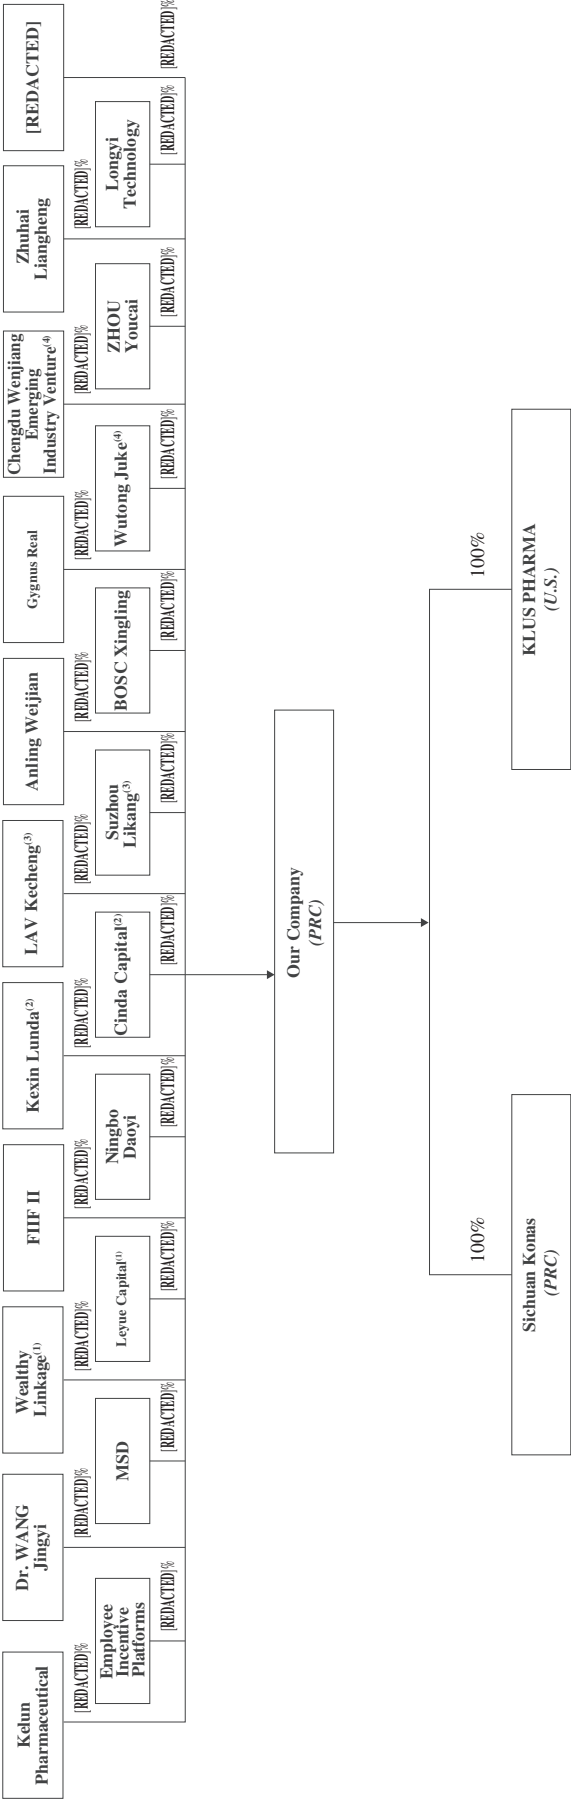 Kelun
Pharmaceutical
Dr. WANG
Jingyi
Wealthy
Linkage(1)
FIIF II
Kexin Lunda(2)
LAV Kecheng(3)
Anling Weijian
Gygnus Real
Chengdu Wenjiang
Emerging
Industry Venture(4)
Zhuhai
Liangheng
[REDACTED]
[REDACTED]%
[REDACTED]%
[REDACTED]%
[REDACTED]%
[REDACTED]%
[REDACTED]%
[REDACTED]%
[REDACTED]%
[REDACTED]%
[REDACTED]%
Employee
Incentive
Platforms
MSD
Leyue Capital(1)
Ningbo
Daoyi
Cinda Capital(2)
Suzhou
Likang(3)
BOSC Xingling
Wutong Juke(4)
ZHOU
Youcai
Longyi
Technology
[REDACTED]%
[REDACTED]%
[REDACTED]%
[REDACTED]%
[REDACTED]%
[REDACTED]%
[REDACTED]%
[REDACTED]%
[REDACTED]%
[REDACTED]%
[REDACTED]%
Our Company
(PRC)
100%
100%
Sichuan Konas
(PRC)
KLUS PHARMA
(U.S.)